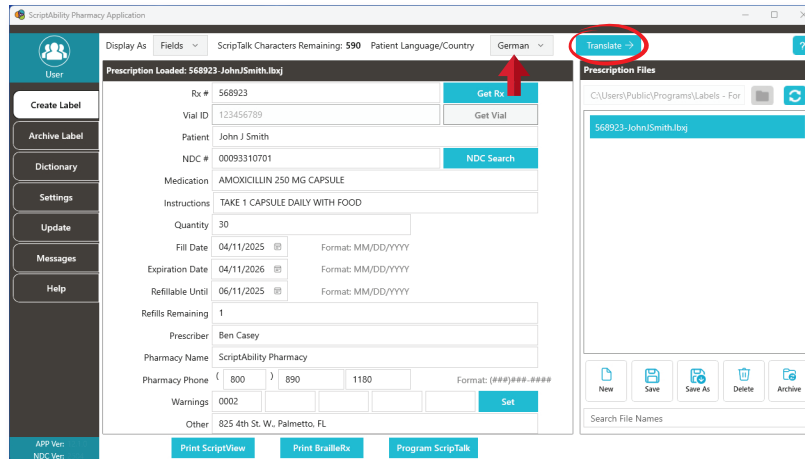 ScriptAbility Pharmacy Application
User
Create Label
Archive Label
Dictionary
Settings
Update
Messages
Help
APP Ver:
NDC Ver:
Display As Fields ScripTalk Characters Remaining: 590 Patient Language/Country German Translate → ?
Prescription Loaded: 568923-JohnJSmith.lbxj
Rx # 568923 Get Rx
Vial ID 123456789 Get Vial
Patient John J Smith
NDC # 00093310701 NDC Search
Medication AMOXICILLIN 250 MG CAPSULE
Instructions TAKE 1 CAPSULE DAILY WITH FOOD
Quantity 30
Fill Date 04/11/2025 Format: MM/DD/YYYY
Expiration Date 04/11/2026 Format: MM/DD/YYYY
Refillable Until 06/11/2025 Format: MM/DD/YYYY
Refills Remaining 1
Prescriber Ben Casey
Pharmacy Name ScriptAbility Pharmacy
Pharmacy Phone ( 800 ) 890 1180 Format: (###)###-####
Warnings 0002 Set
Other 825 4th St. W., Palmetto, FL
Print ScriptView Print BrailleRx Program ScripTalk
Prescription Files
C:\Users\Public\Programs\Labels - For
568923-JohnJSmith.lbxj
New Save Save As Delete Archive
Search File Names